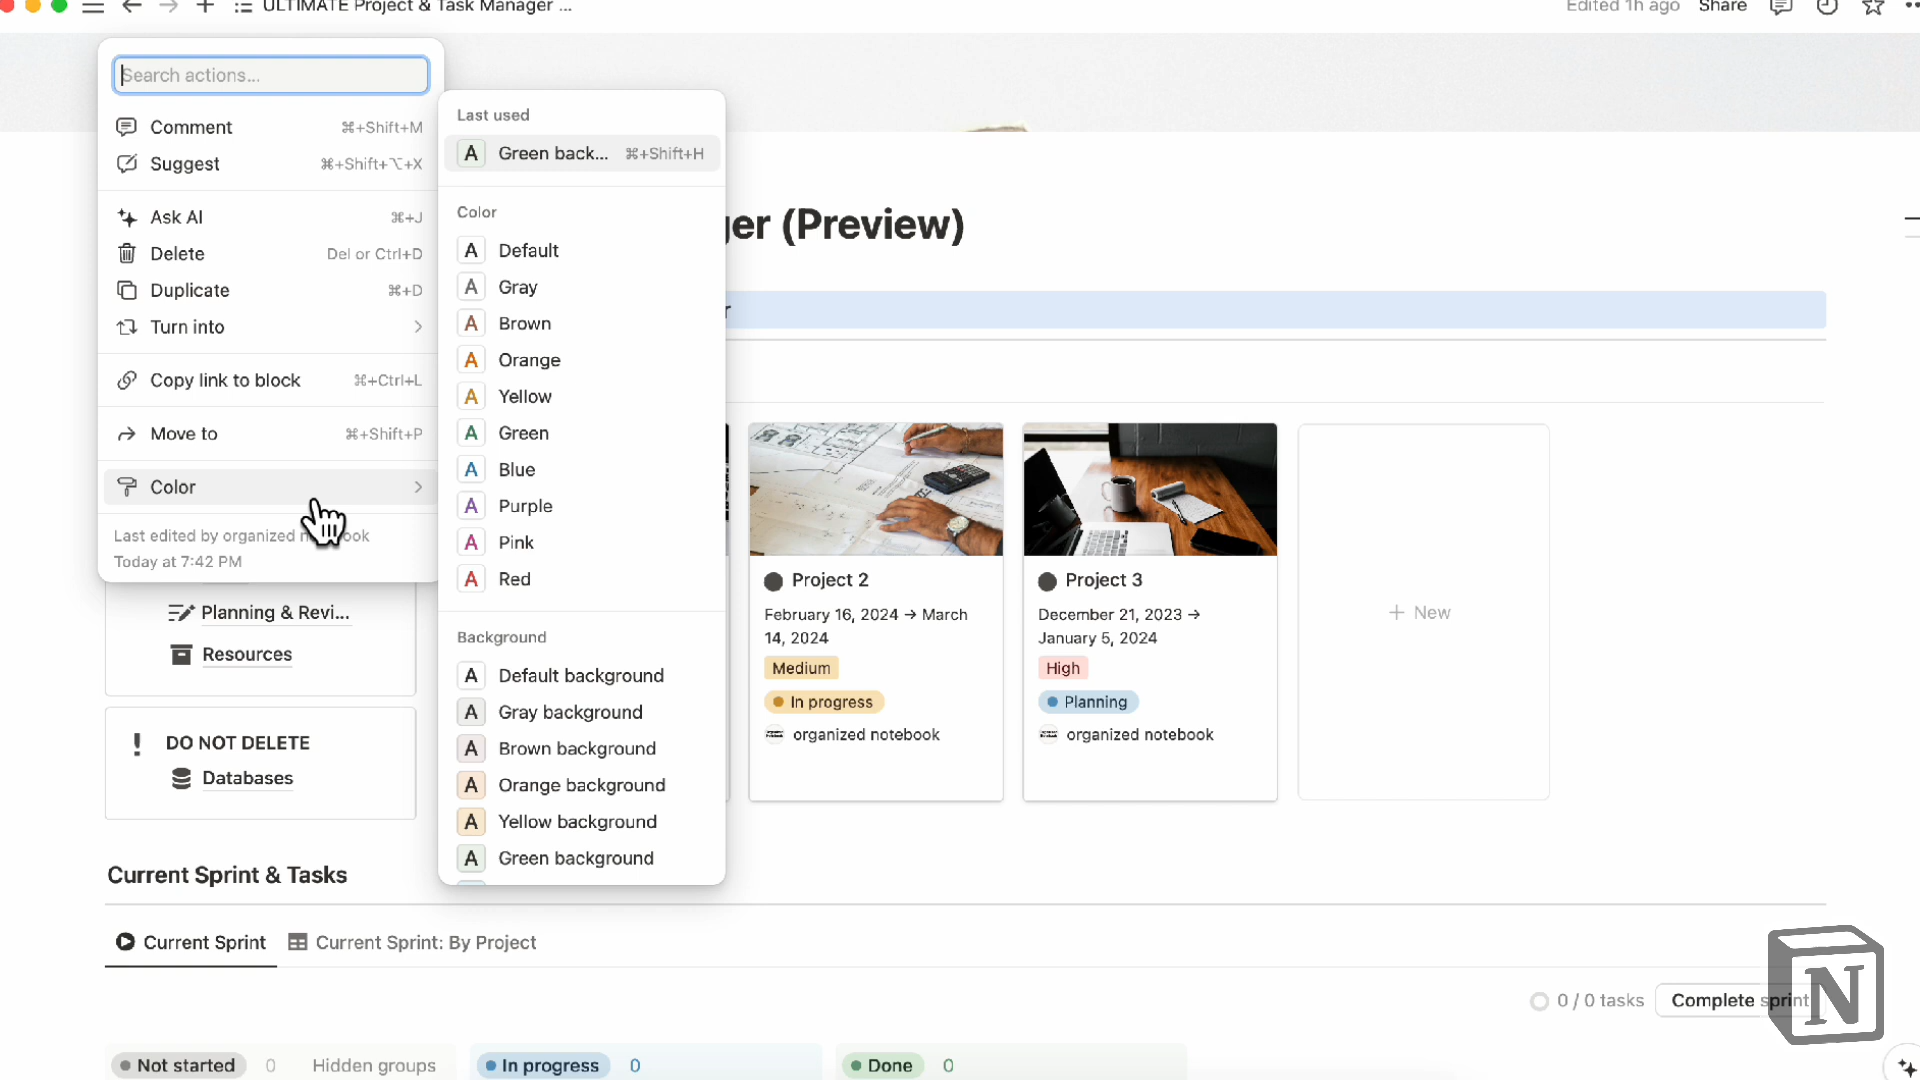 ULTIMATE Project & Task Manager ...
Edited 1h ago
Share
Search actions...
Comment ⌘+Shift+M
Suggest ⌘+Shift+⌥+X
Ask AI ⌘+J
Delete Del or Ctrl+D
Duplicate ⌘+D
Turn into
Copy link to block ⌘+Ctrl+L
Move to ⌘+Shift+P
Color
Last edited by organized
Today at 7:42 PM
Last used
A Green back... ⌘+Shift+H
Color
A Default
A Gray
A Brown
A Orange
A Yellow
A Green
A Blue
A Purple
A Pink
A Red
Background
A Default background
A Gray background
A Brown background
A Orange background
A Yellow background
A Green background
ger (Preview)
r
Planning & Revi...
Resources
DO NOT DELETE
Databases
Project 2
February 16, 2024 → March
14, 2024
Medium
In progress
organized notebook
Project 3
December 21, 2023 →
January 5, 2024
High
Planning
organized notebook
+ New
Current Sprint & Tasks
Current Sprint
Current Sprint: By Project
0 / 0 tasks
Complete sprint
N
Not started 0
Hidden groups
In progress 0
Done 0